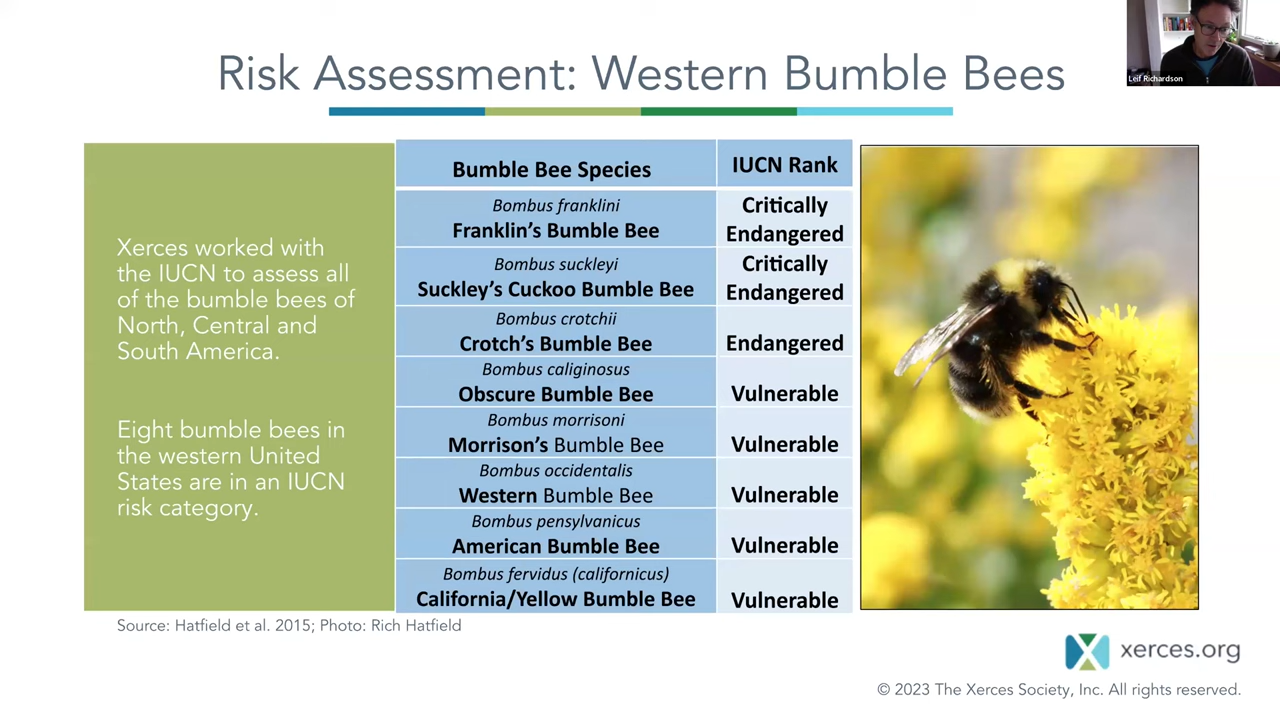 Risk Assessment: Western Bumble Bees
Leif Richardson
Xerces worked with
the IUCN to assess all
of the bumble bees of
North, Central and
South America.
Eight bumble bees in
the western United
States are in an IUCN
risk category.
Bumble Bee Species
IUCN Rank
Bombus franklini
Franklin's Bumble Bee
Critically
Endangered
Bombus suckleyi
Suckley's Cuckoo Bumble Bee
Critically
Endangered
Bombus crotchii
Crotch's Bumble Bee
Endangered
Bombus caliginosus
Obscure Bumble Bee
Vulnerable
Bombus morrisoni
Morrison's Bumble Bee
Vulnerable
Bombus occidentalis
Western Bumble Bee
Vulnerable
Bombus pensylvanicus
American Bumble Bee
Vulnerable
Bombus fervidus (californicus)
California/Yellow Bumble Bee
Vulnerable
Source: Hatfield et al. 2015; Photo: Rich Hatfield
xerces.org
© 2023 The Xerces Society, Inc. All rights reserved.